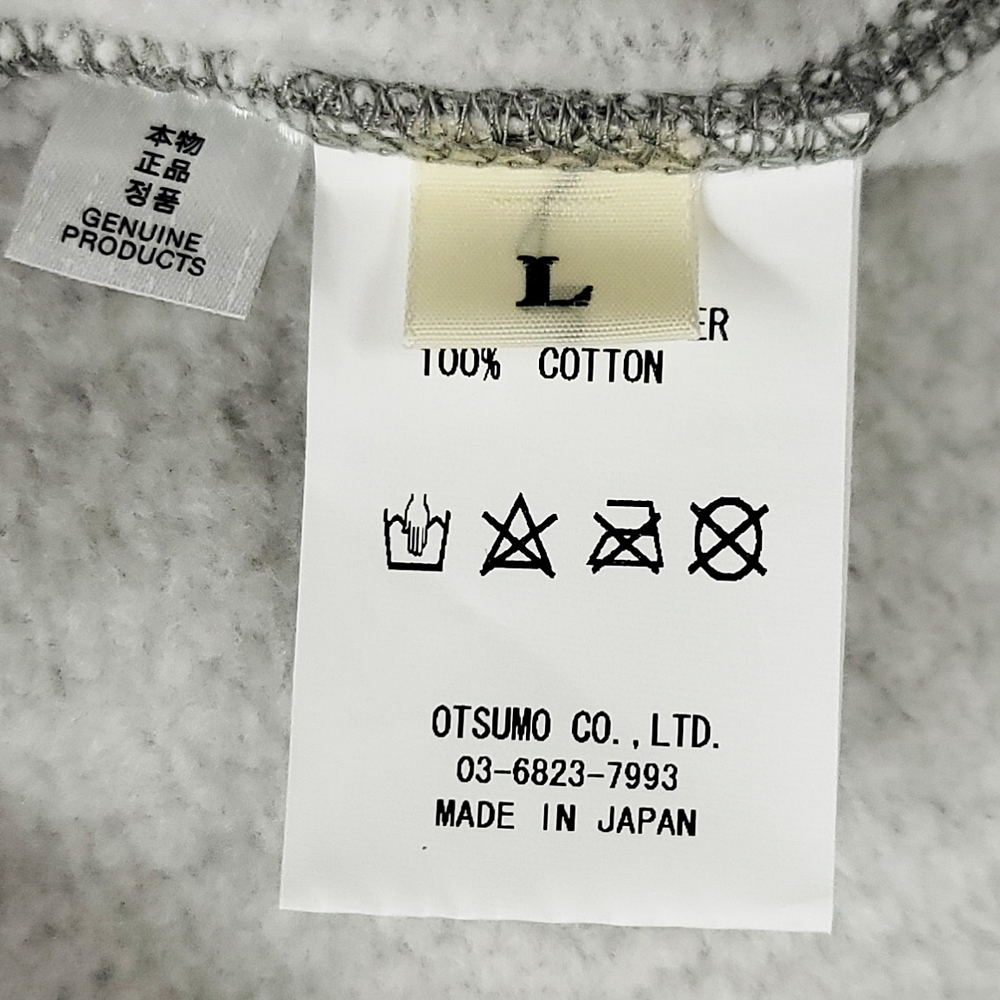 本物
正品
정품
GENUINE
PRODUCTS
L
100% COTTON
OTSUMO CO.,LTD.
03-6823-7993
MADE IN JAPAN